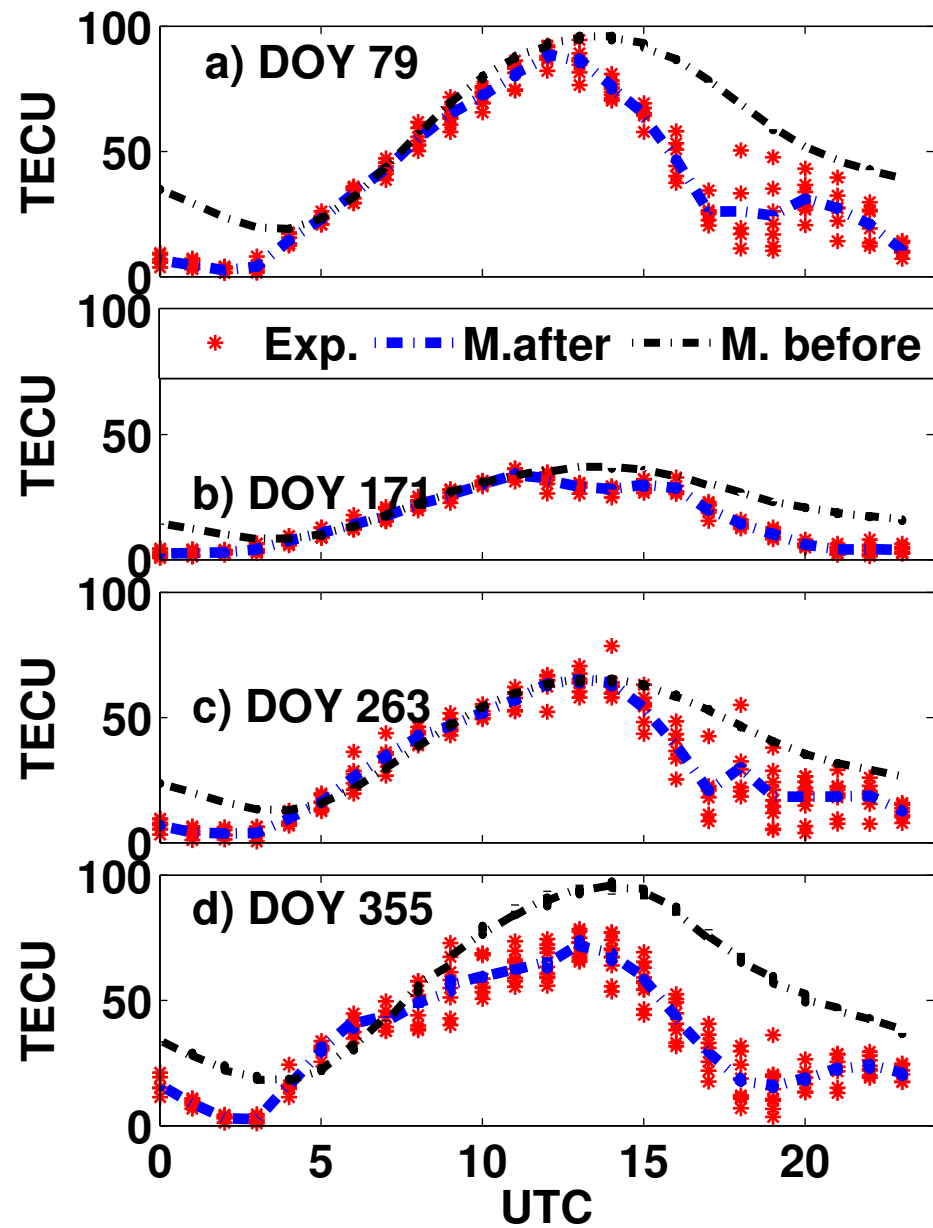 100
a) DOY 79
TECU
50
0
100
Exp. M.after M. before
TECU
50
b) DOY 171
0
100
TECU
50
c) DOY 263
0
100
d) DOY 355
TECU
50
0
0 5 10 15 20
UTC